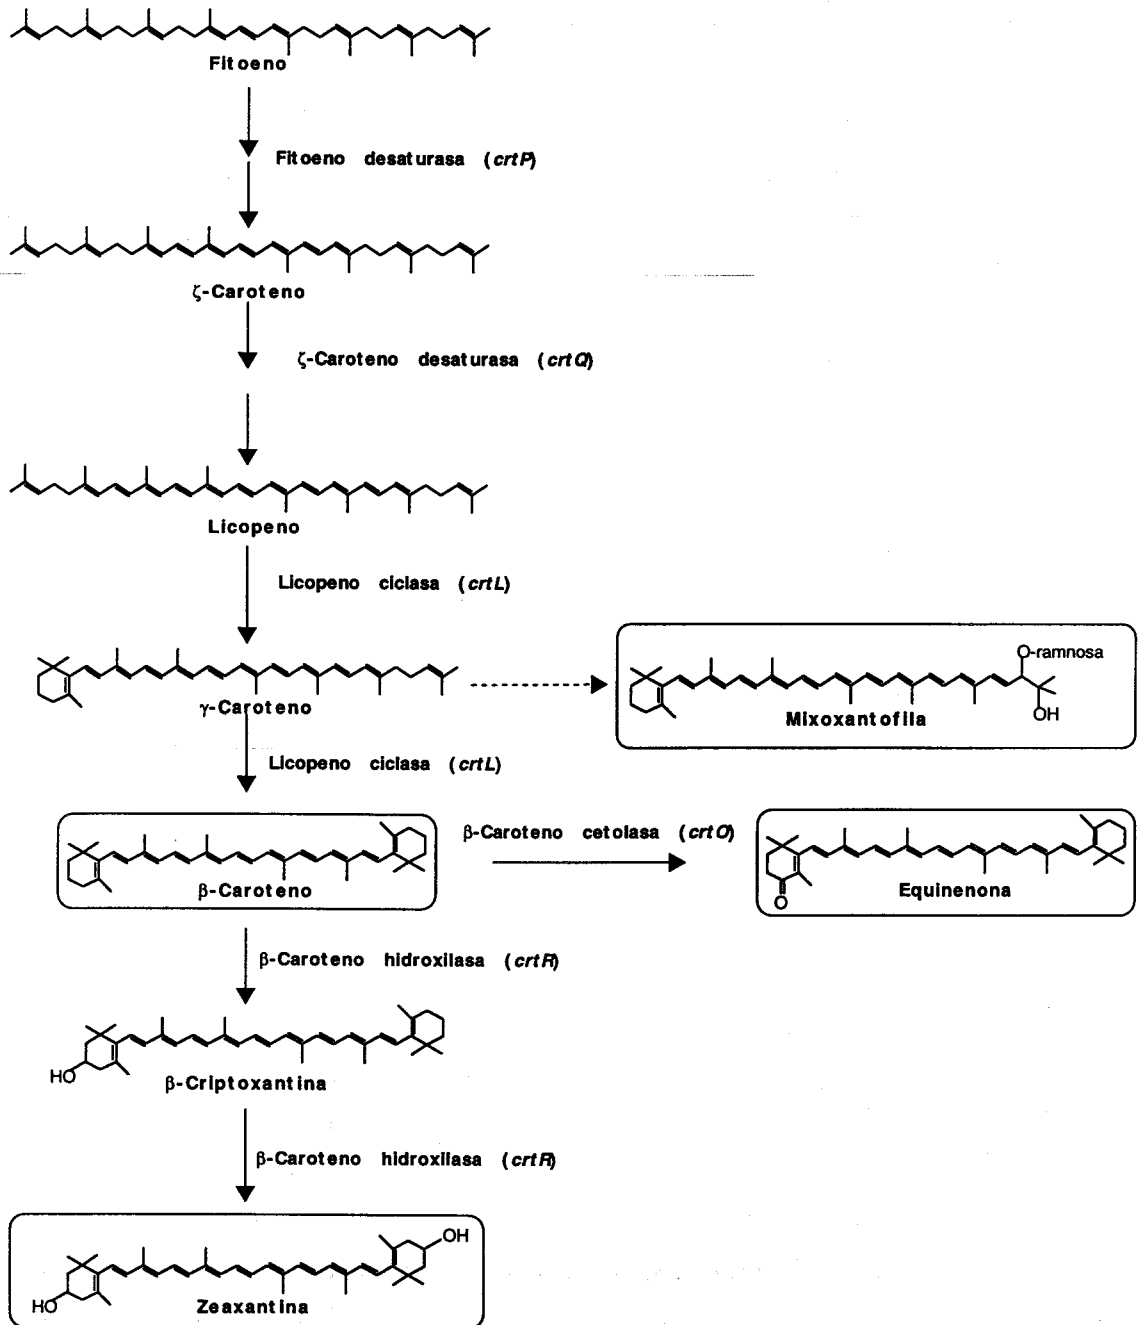 Fitoeno
Fitoeno desaturasa (crtP)
ζ-Caroteno
ζ-Caroteno desaturasa (crtQ)
Licopeno
Licopeno ciclasa (crtL)
γ-Caroteno
O-ramnosa
OH
Mixoxantofila
Licopeno ciclasa (crtL)
β-Caroteno
β-Caroteno cetolasa (crtO)
O
Equinenona
β-Caroteno hidroxilasa (crtR)
HO
β-Criptoxantina
β-Caroteno hidroxilasa (crtR)
OH
HO
Zeaxantina